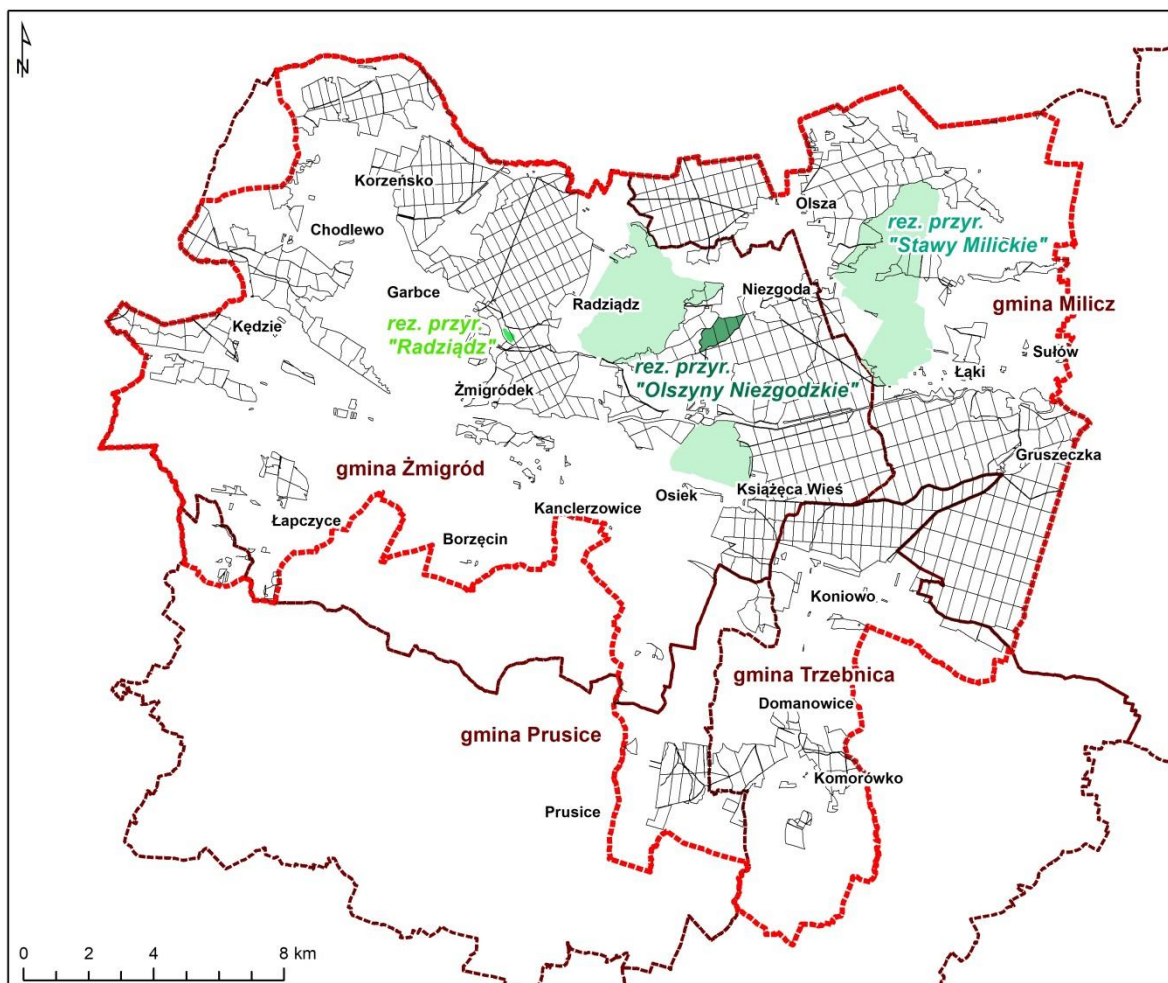 N
Korzeńsko
Olsza
Chodlewo
rez. przyr.
"Stawy Milickie"
Garbce
Radziądz
Niezgoda
gmina Milicz
Kędzie
rez. przyr.
"Radziądz"
Sułów
rez. przyr.
"Olszyny Niezgodzkie"
Łąki
Żmigródek
gmina Żmigród
Gruszeczka
Osiek
Książęca Wieś
Kanclerzowice
Łapczyce
Borzęcin
Koniowo
gmina Trzebnica
Domanowice
gmina Prusice
Komorówko
Prusice
0 2 4 8 km